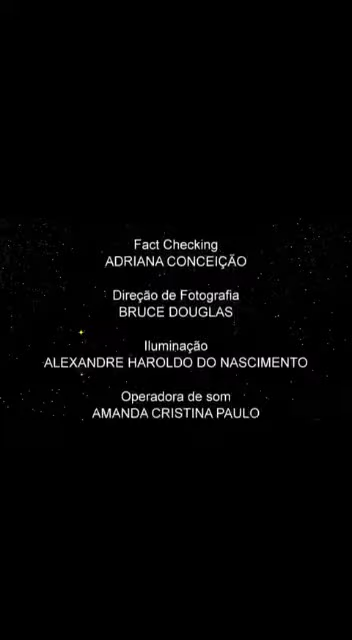 Fact Checking
ADRIANA CONCEIÇÃO
Direção de Fotografia
BRUCE DOUGLAS
Iluminação
ALEXANDRE HAROLDO DO NASCIMENTO
Operadora de som
AMANDA CRISTINA PAULO